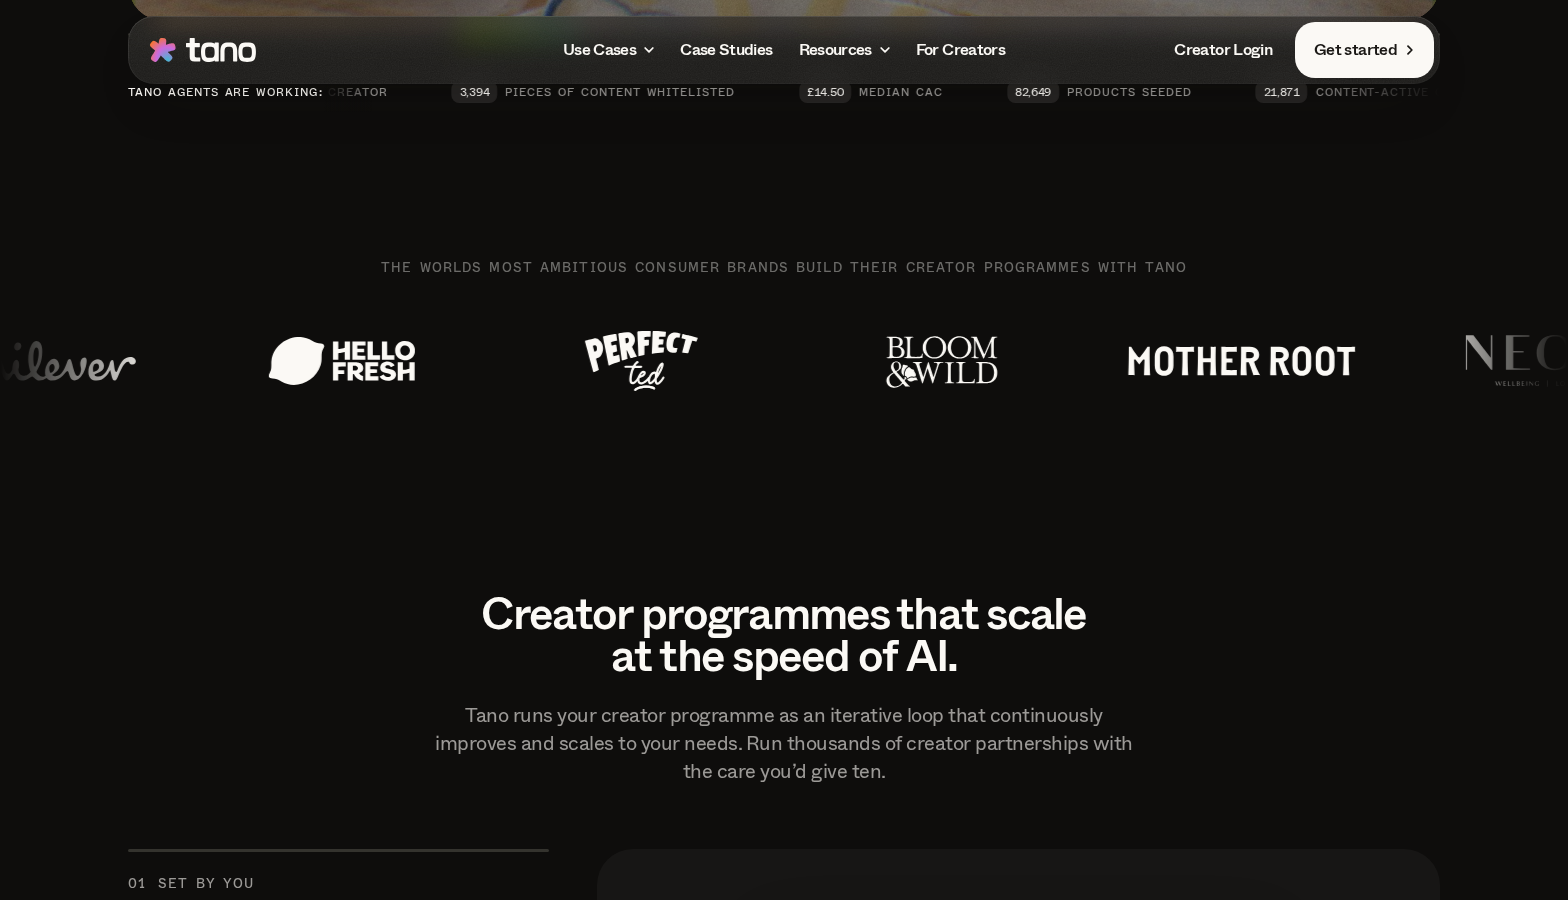 tano
Use Cases
Case Studies
Resources
For Creators
Creator Login
Get started
TANO AGENTS ARE WORKING: CREATOR
3,394 PIECES OF CONTENT WHITELISTED
£14.50 MEDIAN CAC
82,649 PRODUCTS SEEDED
21,871 CONTENT-ACTIVE
THE WORLDS MOST AMBITIOUS CONSUMER BRANDS BUILD THEIR CREATOR PROGRAMMES WITH TANO
HELLO
FRESH
PERFECT
ted
BLOOM
&WILD
MOTHER ROOT
WELLBEING
Creator programmes that scale
at the speed of AI.
Tano runs your creator programme as an iterative loop that continuously
improves and scales to your needs. Run thousands of creator partnerships with
the care you’d give ten.
01 SET BY YOU